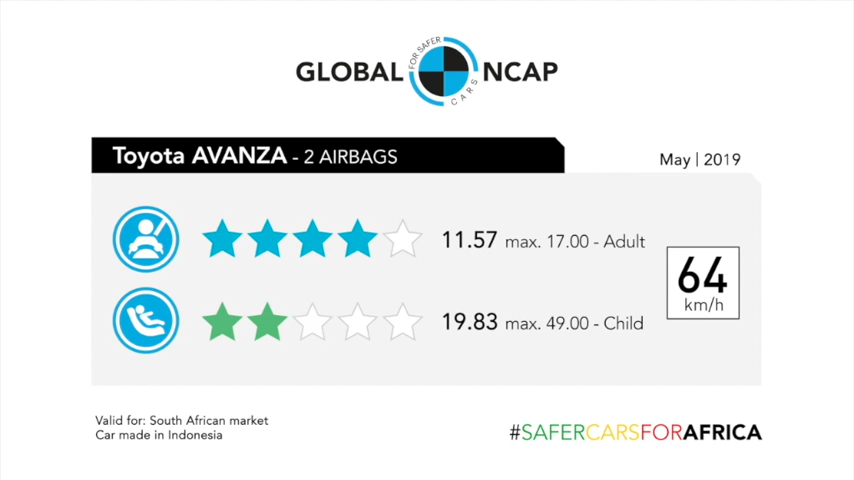 GLOBAL NCAP
FOR SAFER CARS
Toyota AVANZA - 2 AIRBAGS
May | 2019
11.57 max. 17.00 - Adult
19.83 max. 49.00 - Child
64
km/h
Valid for: South African market
Car made in Indonesia
#SAFERCARSFORAFRICA